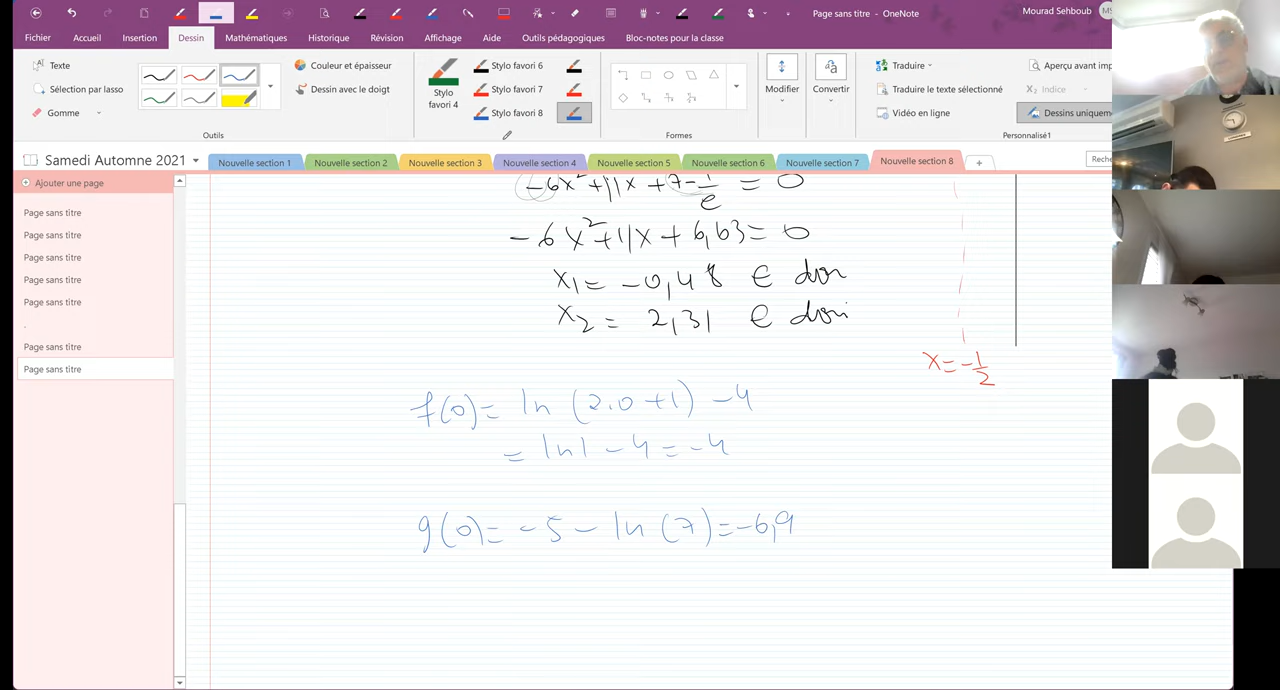 Page sans titre - OneNote
Mourad Sehboub
MS
Fichier Accueil Insertion Dessin Mathématiques Historique Révision Affichage Aide Outils pédagogiques Bloc-notes pour la classe
Texte
Sélection par lasso
Gomme
Outils
Couleur et épaisseur
Dessin avec le doigt
Stylo favori 4
Stylo favori 6
Stylo favori 7
Stylo favori 8
Formes
Modifier
Convertir
Traduire
Traduire le texte sélectionné
Vidéo en ligne
Aperçu avant imp
X₂ Indice
Dessins uniquem
Personnalisé1
Samedi Automne 2021
Nouvelle section 1 Nouvelle section 2 Nouvelle section 3 Nouvelle section 4 Nouvelle section 5 Nouvelle section 6 Nouvelle section 7 Nouvelle section 8 +
Reche
Ajouter une page
Page sans titre
Page sans titre
Page sans titre
Page sans titre
Page sans titre
.
Page sans titre
Page sans titre
-6x² + 11x + 7 - 1/e = 0
-6x² + 11x + 6,63 = 0
x₁ = -0,48 ∈ dom
x₂ = 2,31 ∈ dom
x = -1/2
f(0) = ln (2.0 + 1) - 4
= ln1 - 4 = -4
g(0) = -5 - ln (7) = -6,9